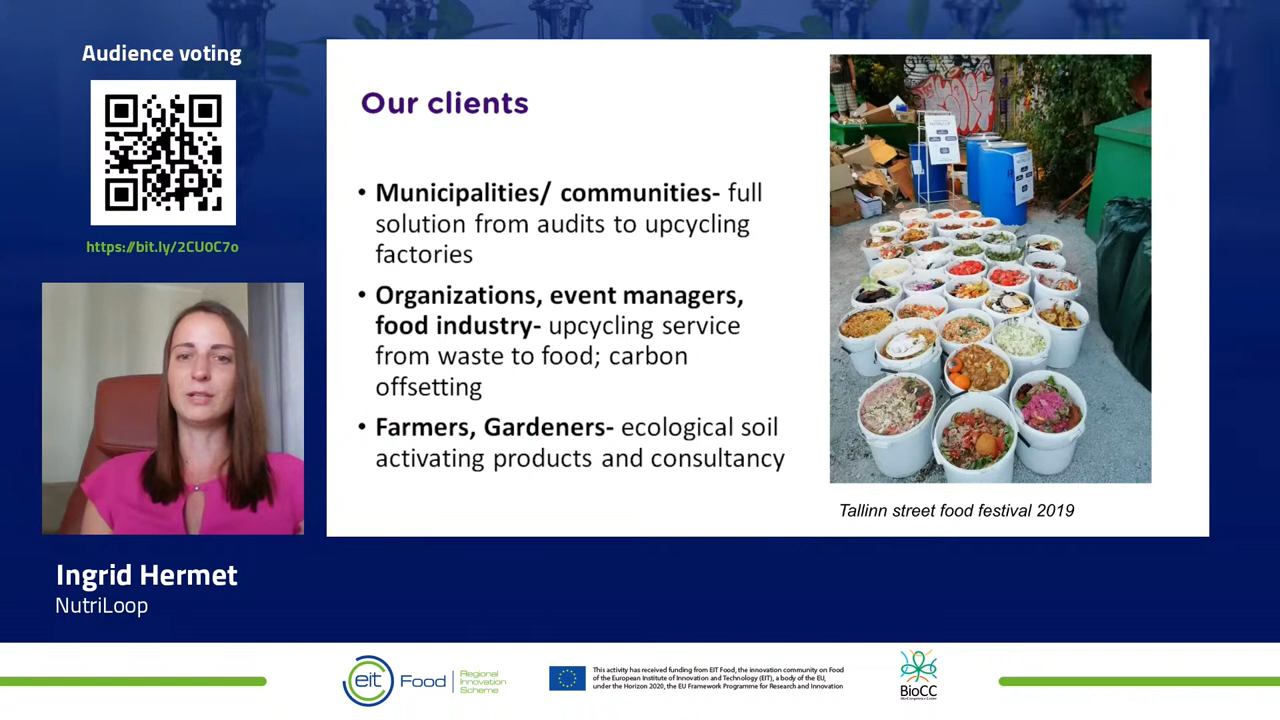 Audience voting
https://bit.ly/2CU0C7o
Our clients
• Municipalities/ communities- full
solution from audits to upcycling
factories
• Organizations, event managers,
food industry- upcycling service
from waste to food; carbon
offsetting
• Farmers, Gardeners- ecological soil
activating products and consultancy
Tallinn street food festival 2019
Ingrid Hermet
NutriLoop
eit Food
Regional
Innovation
Scheme
This activity has received funding from EIT Food, the innovation community on Food
of the European Institute of Innovation and Technology (EIT), a body of the EU,
under the Horizon 2020, the EU Framework Programme for Research and Innovation
BioCC